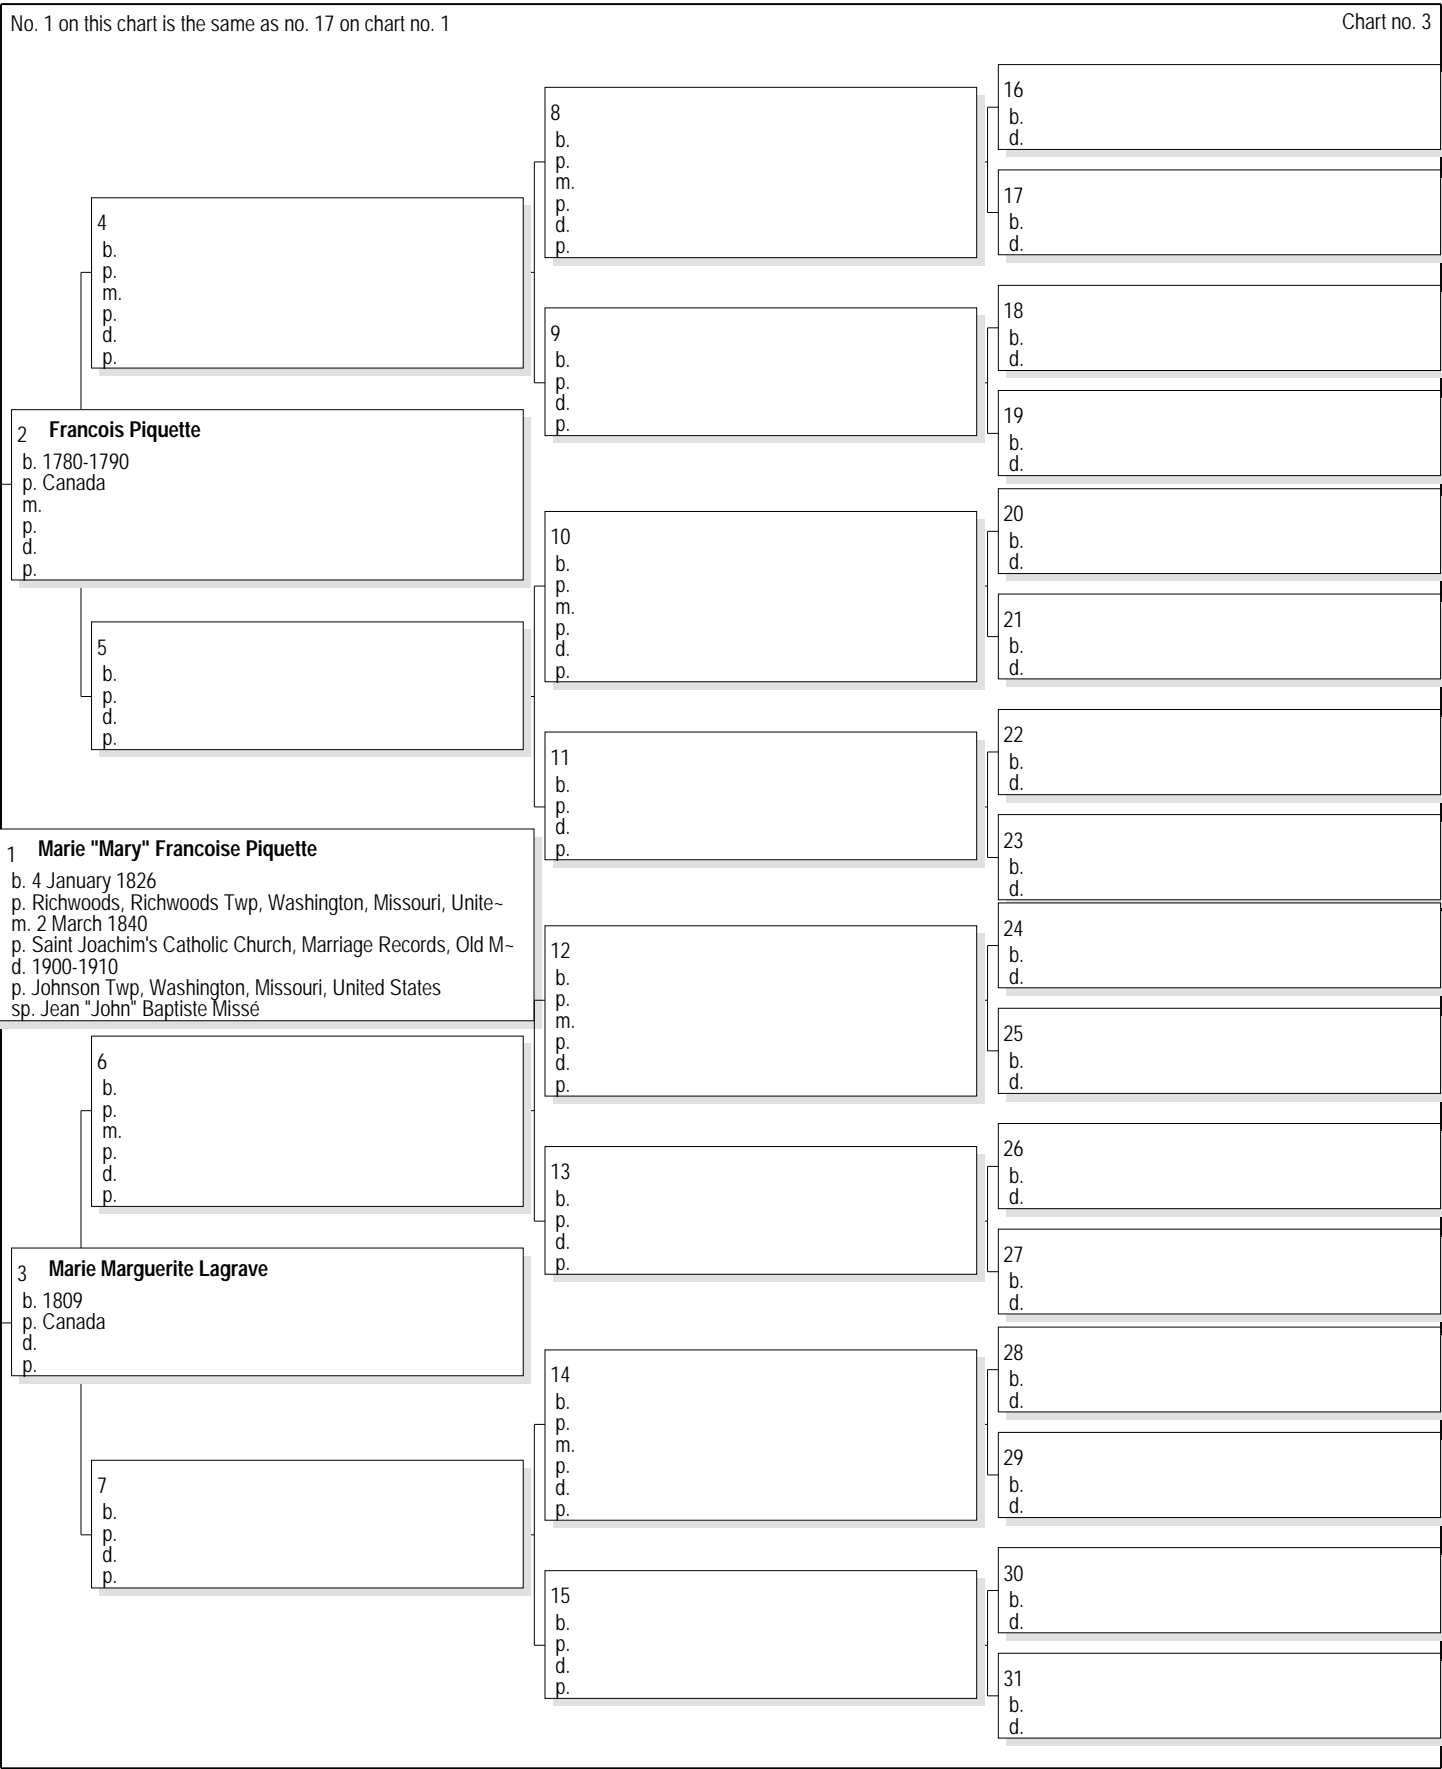 No. 1 on this chart is the same as no. 17 on chart no. 1
Chart no. 3
4
b.
p.
m.
p.
d.
p.
2 Francois Piquette
b. 1780-1790
p. Canada
m.
p.
d.
p.
5
b.
p.
d.
p.
1 Marie "Mary" Francoise Piquette
b. 4 January 1826
p. Richwoods, Richwoods Twp, Washington, Missouri, Unite~
m. 2 March 1840
p. Saint Joachim's Catholic Church, Marriage Records, Old M~
d. 1900-1910
p. Johnson Twp, Washington, Missouri, United States
sp. Jean "John" Baptiste Missé
6
b.
p.
m.
p.
d.
p.
3 Marie Marguerite Lagrave
b. 1809
p. Canada
d.
p.
7
b.
p.
d.
p.
8
b.
p.
m.
p.
d.
p.
9
b.
p.
d.
p.
10
b.
p.
m.
p.
d.
p.
11
b.
p.
d.
p.
12
b.
p.
m.
p.
d.
p.
13
b.
p.
d.
p.
14
b.
p.
m.
p.
d.
p.
15
b.
p.
d.
p.
16
b.
d.
17
b.
d.
18
b.
d.
19
b.
d.
20
b.
d.
21
b.
d.
22
b.
d.
23
b.
d.
24
b.
d.
25
b.
d.
26
b.
d.
27
b.
d.
28
b.
d.
29
b.
d.
30
b.
d.
31
b.
d.